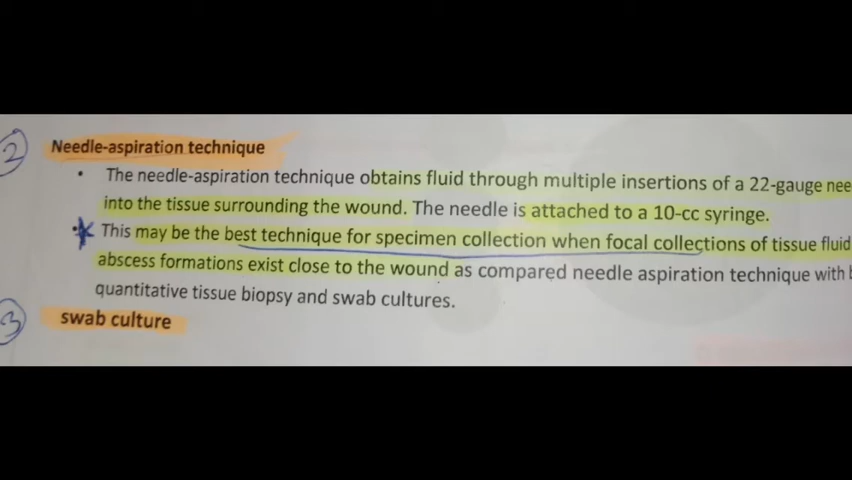 2
Needle-aspiration technique
• The needle-aspiration technique obtains fluid through multiple insertions of a 22-gauge nee
into the tissue surrounding the wound. The needle is attached to a 10-cc syringe.
• This may be the best technique for specimen collection when focal collections of tissue fluid
abscess formations exist close to the wound as compared needle aspiration technique with b
quantitative tissue biopsy and swab cultures.
3
swab culture